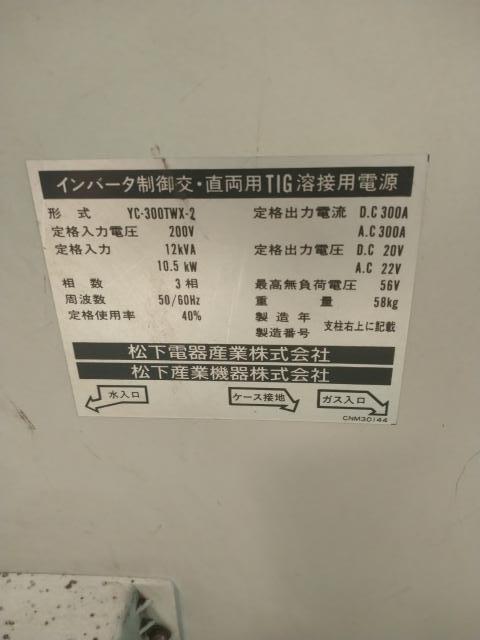 インバータ制御交・直両用TIG溶接用電源
形式 YC-300TWX-2 定格出力電流 D.C 300A
定格入力電圧 200V A.C 300A
定格入力 12kVA 定格出力電圧 D.C 20V
10.5 kW A.C 22V
相数 3相 最高無負荷電圧 56V
周波数 50/60Hz 重量 58kg
定格使用率 40% 製造年
製造番号 支柱右上に記載
松下電器産業株式会社
松下産業機器株式会社
水入口 ケース接地 ガス入口
CNM30144